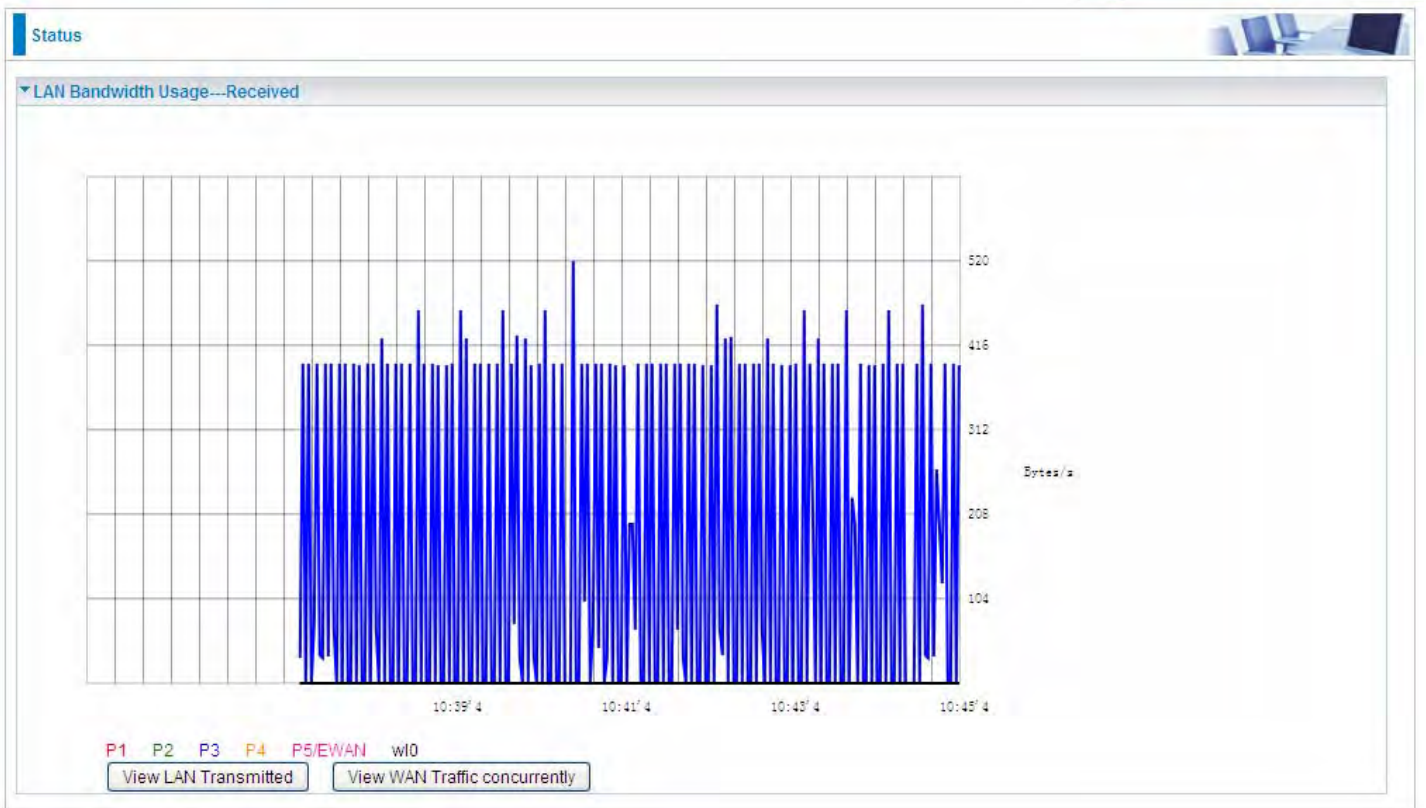 Status
LAN Bandwidth Usage---Received
520
416
312
Bytes/s
208
104
10:39'4 10:41'4 10:43'4 10:45'4
P1 P2 P3 P4 P5/EWAN wl0
View LAN Transmitted View WAN Traffic concurrently